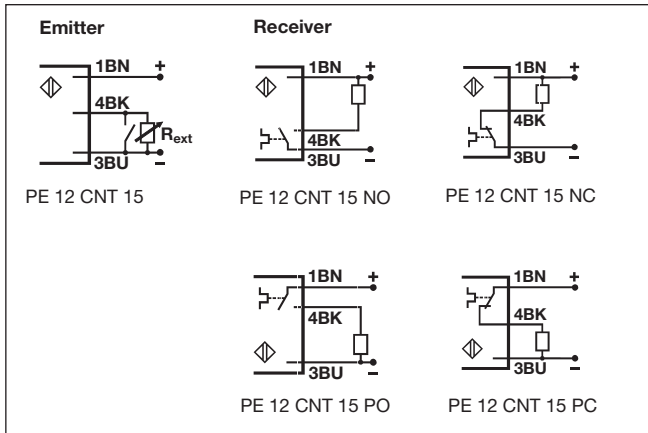 Emitter
Receiver
1BN +
4BK
Rext
3BU –
PE 12 CNT 15
1BN +
4BK
3BU –
PE 12 CNT 15 NO
1BN +
4BK
3BU –
PE 12 CNT 15 NC
1BN +
4BK
3BU –
PE 12 CNT 15 PO
1BN +
4BK
3BU –
PE 12 CNT 15 PC